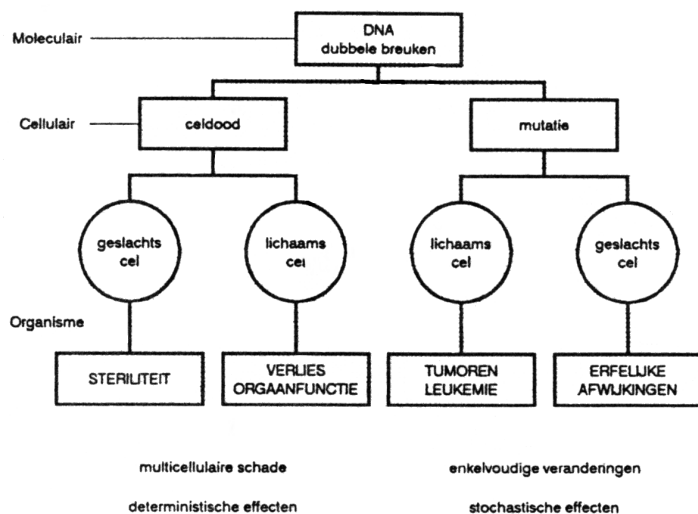 Moleculair
DNA
dubbele breuken
Cellulair
celdood
mutatie
geslachts
cel
lichaams
cel
lichaams
cel
geslachts
cel
Organisme
STERILITEIT
VERLIES
ORGAANFUNCTIE
TUMOREN
LEUKEMIE
ERFELIJKE
AFWIJKINGEN
multicellulaire schade
enkelvoudige veranderingen
deterministische effecten
stochastische effecten